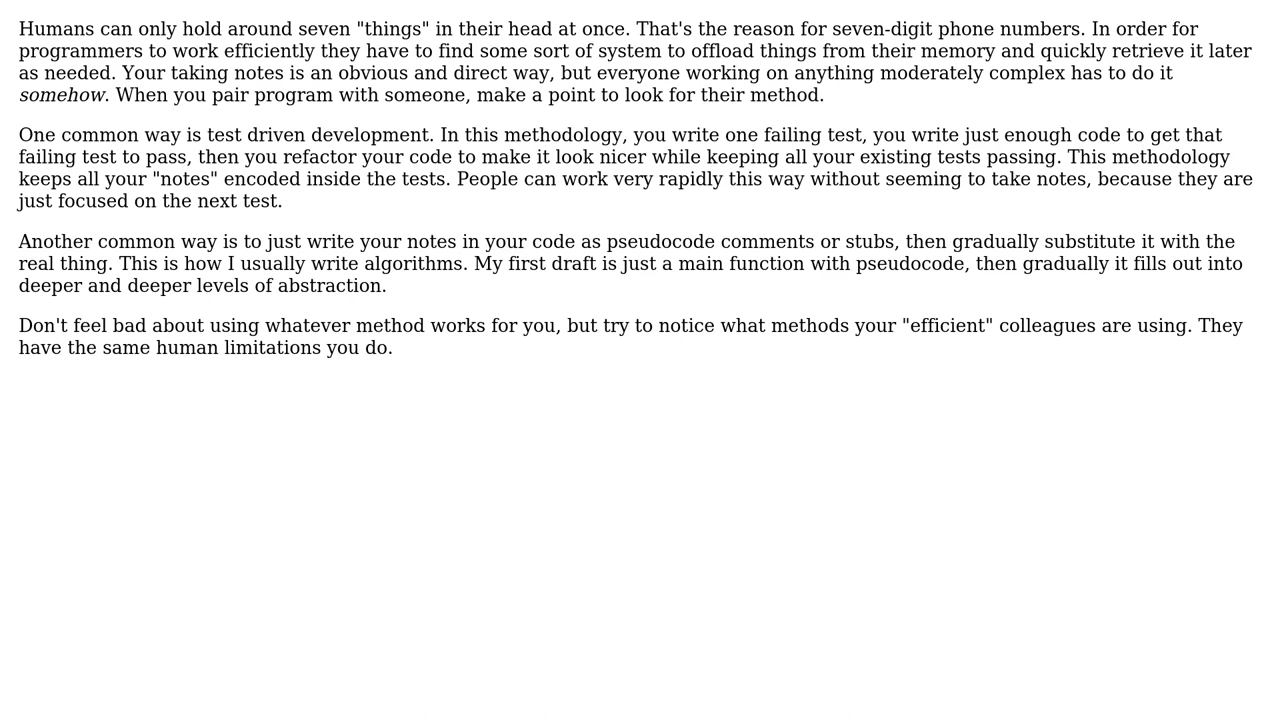 Humans can only hold around seven "things" in their head at once. That's the reason for seven-digit phone numbers. In order for
programmers to work efficiently they have to find some sort of system to offload things from their memory and quickly retrieve it later
as needed. Your taking notes is an obvious and direct way, but everyone working on anything moderately complex has to do it
somehow. When you pair program with someone, make a point to look for their method.
One common way is test driven development. In this methodology, you write one failing test, you write just enough code to get that
failing test to pass, then you refactor your code to make it look nicer while keeping all your existing tests passing. This methodology
keeps all your "notes" encoded inside the tests. People can work very rapidly this way without seeming to take notes, because they are
just focused on the next test.
Another common way is to just write your notes in your code as pseudocode comments or stubs, then gradually substitute it with the
real thing. This is how I usually write algorithms. My first draft is just a main function with pseudocode, then gradually it fills out into
deeper and deeper levels of abstraction.
Don't feel bad about using whatever method works for you, but try to notice what methods your "efficient" colleagues are using. They
have the same human limitations you do.